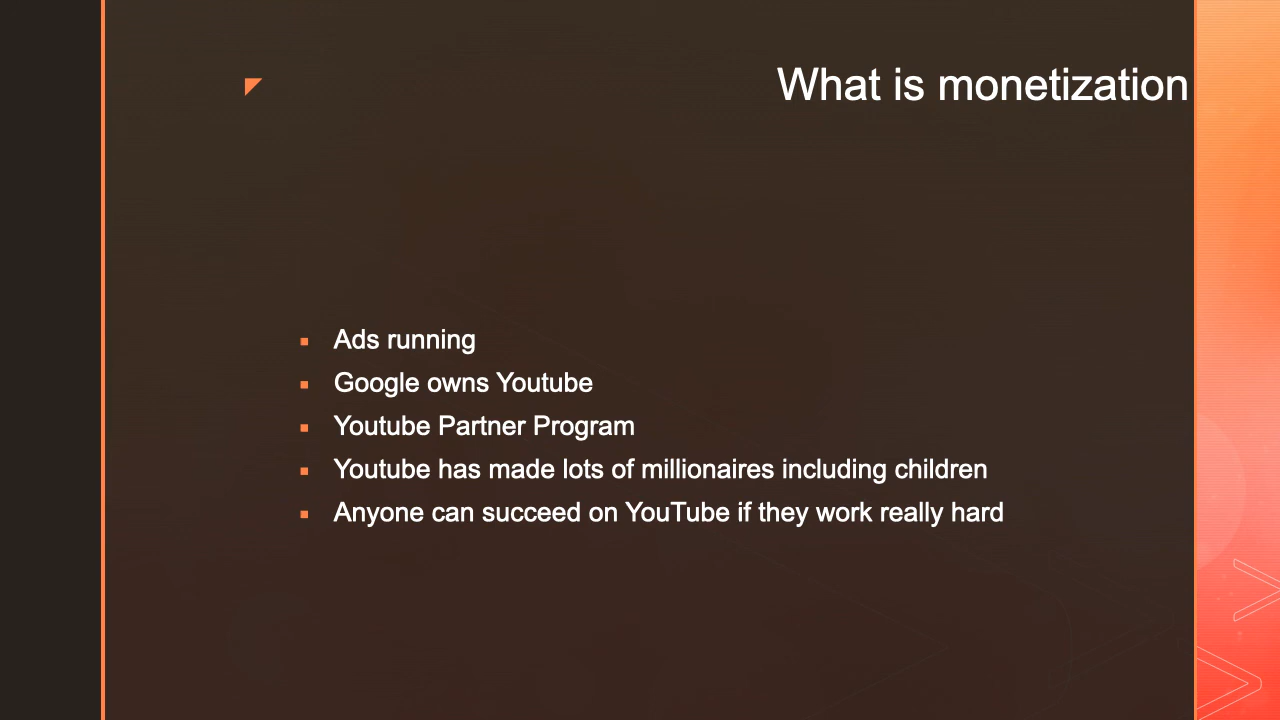 What is monetization
Ads running
Google owns Youtube
Youtube Partner Program
Youtube has made lots of millionaires including children
Anyone can succeed on YouTube if they work really hard